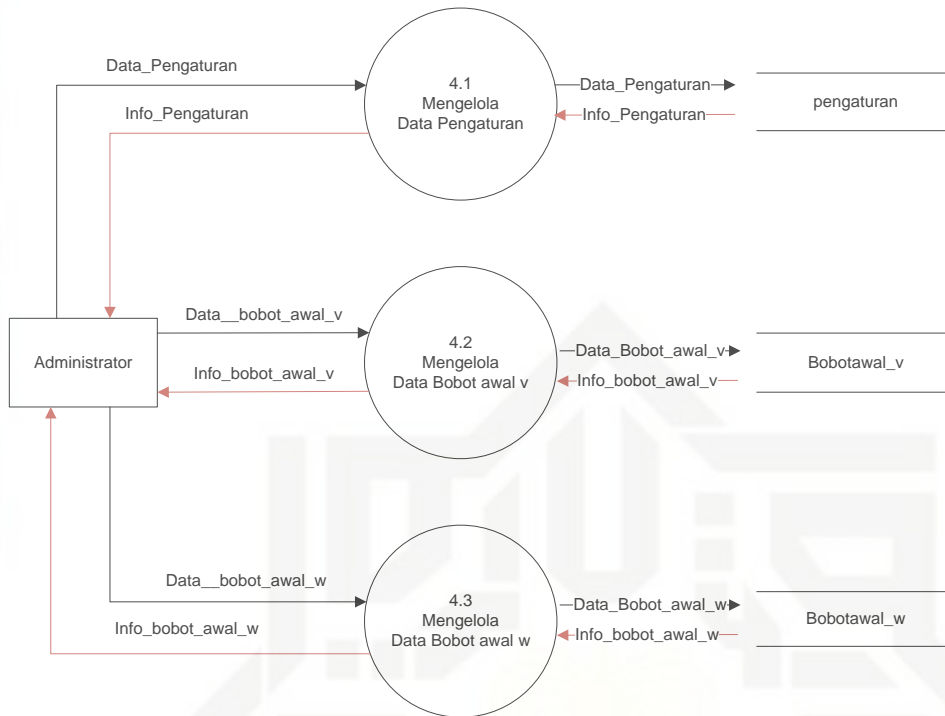 Data_Pengaturan
Info_Pengaturan
4.1
Mengelola
Data Pengaturan
Data_Pengaturan
Info_Pengaturan
pengaturan
Administrator
Data__bobot_awal_v
Info_bobot_awal_v
4.2
Mengelola
Data Bobot awal v
Data_Bobot_awal_v
Info_bobot_awal_v
Bobotawal_v
Data__bobot_awal_w
Info_bobot_awal_w
4.3
Mengelola
Data Bobot awal w
Data_Bobot_awal_w
Info_bobot_awal_w
Bobotawal_w